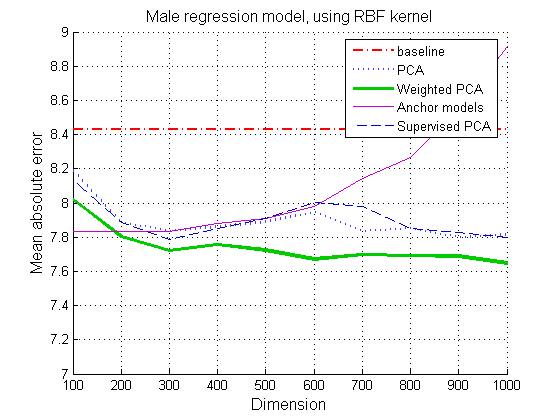 Male regression model, using RBF kernel
9
8.8
8.6
8.4
8.2
8
7.8
7.6
7.4
7.2
7
Mean absolute error
baseline
PCA
Weighted PCA
Anchor models
Supervised PCA
100 200 300 400 500 600 700 800 900 1000
Dimension